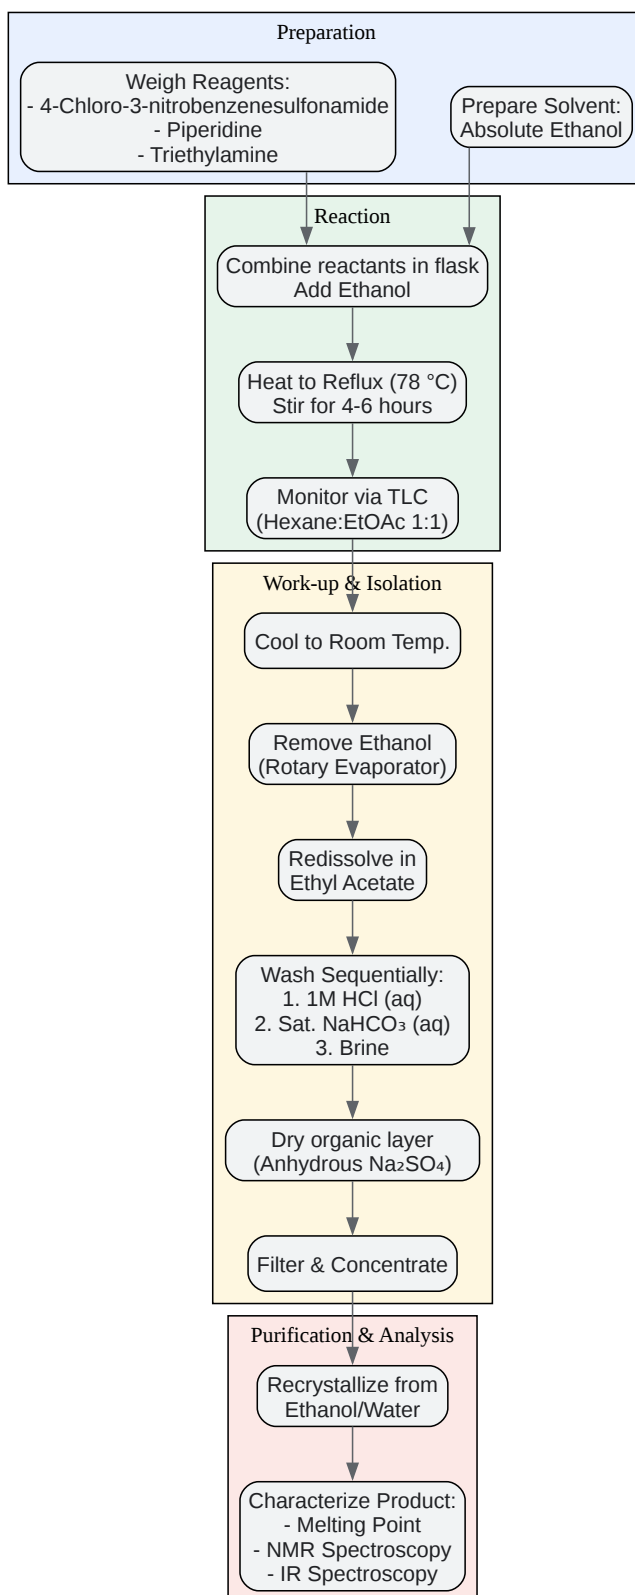 Preparation
Weigh Reagents:
- 4-Chloro-3-nitrobenzenesulfonamide
- Piperidine
- Triethylamine
Prepare Solvent:
Absolute Ethanol
Reaction
Combine reactants in flask
Add Ethanol
Heat to Reflux (78 °C)
Stir for 4-6 hours
Monitor via TLC
(Hexane:EtOAc 1:1)
Work-up & Isolation
Cool to Room Temp.
Remove Ethanol
(Rotary Evaporator)
Redissolve in
Ethyl Acetate
Wash Sequentially:
1. 1M HCl (aq)
2. Sat. NaHCO₃ (aq)
3. Brine
Dry organic layer
(Anhydrous Na₂SO₄)
Filter & Concentrate
Purification & Analysis
Recrystallize from
Ethanol/Water
Characterize Product:
- Melting Point
- NMR Spectroscopy
- IR Spectroscopy